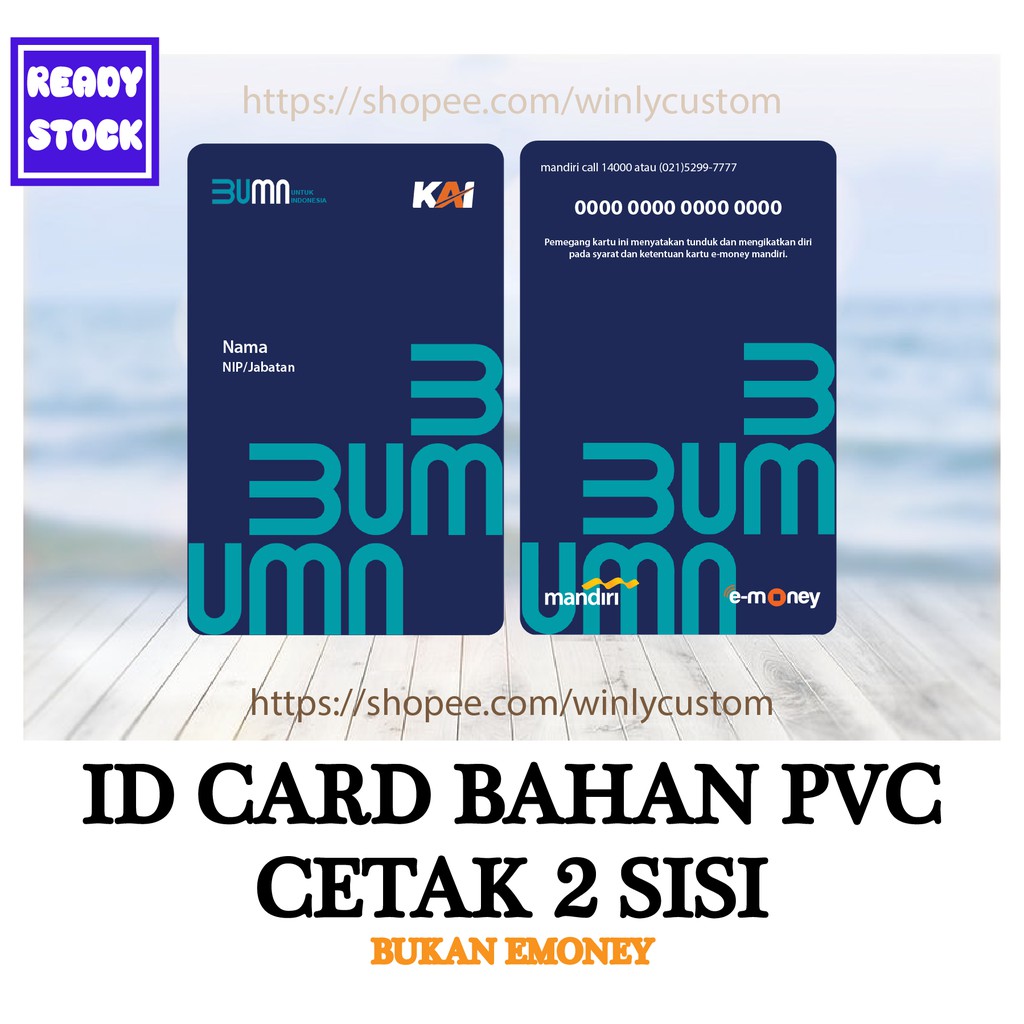 READY
STOCK
https://shopee.com/winlycustom
BUMN UNTUK
INDONESIA
KAI
Nama
NIP/Jabatan
BUMN
BUMN
UMN
mandiri call 14000 atau (021)5299-7777
0000 0000 0000 0000
Pemegang kartu ini menyatakan tunduk dan mengikatkan diri
pada syarat dan ketentuan kartu e-money mandiri.
B
BUM
UMN
mandiri
e-money
https://shopee.com/winlycustom
ID CARD BAHAN PVC
CETAK 2 SISI
BUKAN EMONEY